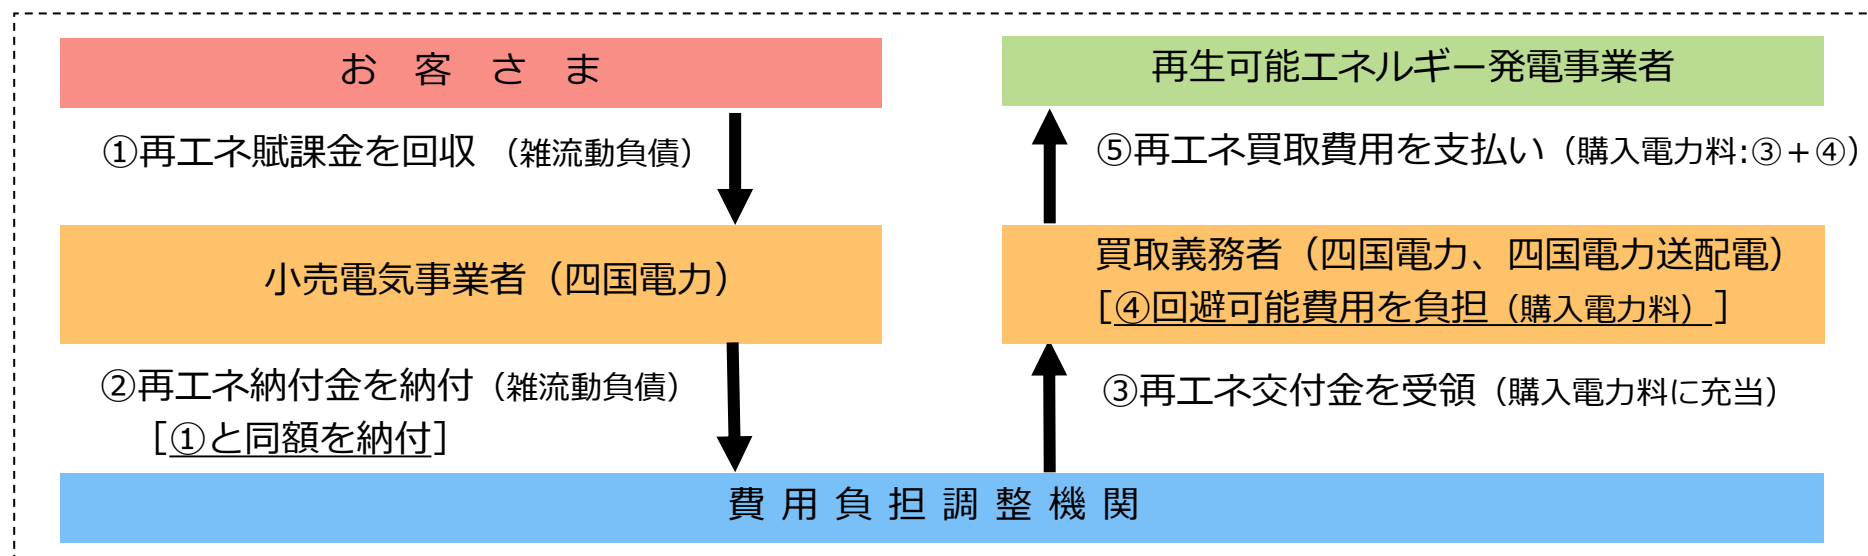 お客さま
①再エネ賦課金を回収（雑流動負債）
小売電気事業者（四国電力）
②再エネ納付金を納付（雑流動負債）
［①と同額を納付］
再生可能エネルギー発電事業者
⑤再エネ買取費用を支払い（購入電力料:③＋④）
買取義務者（四国電力、四国電力送配電）
［④回避可能費用を負担（購入電力料）］
③再エネ交付金を受領（購入電力料に充当）
費用負担調整機関